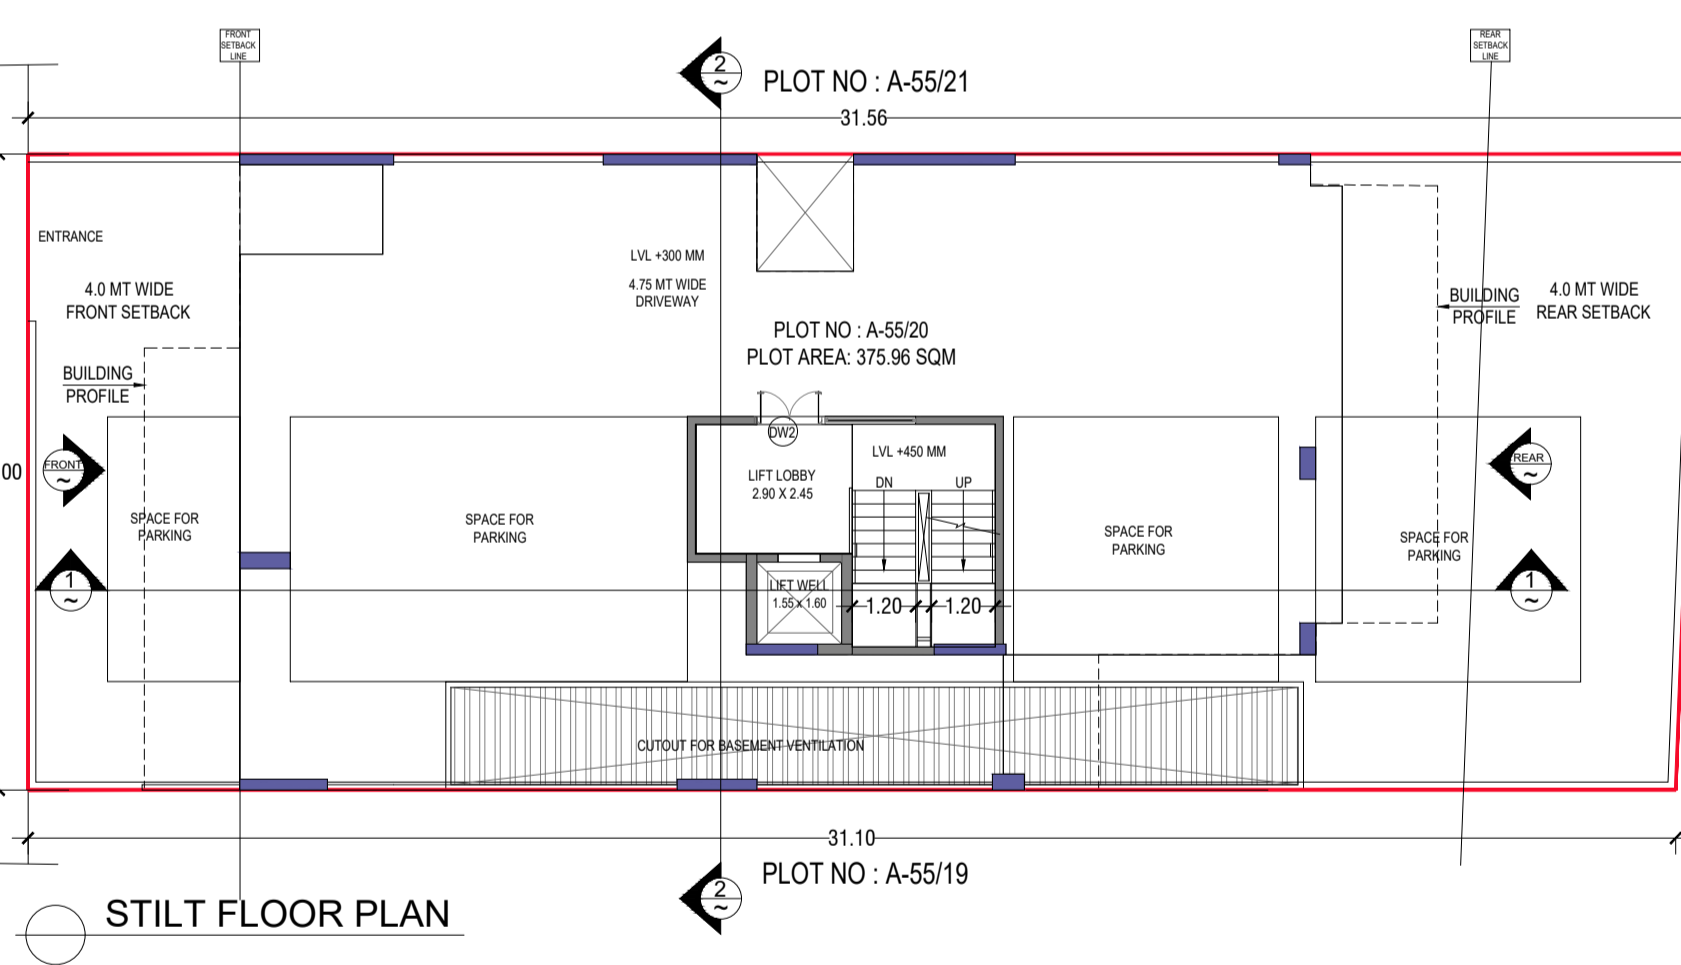 FRONT
SETBACK
LINE
REAR
SETBACK
LINE
2
~
PLOT NO : A-55/21
31.56
ENTRANCE
4.0 MT WIDE
FRONT SETBACK
LVL +300 MM
4.75 MT WIDE
DRIVEWAY
BUILDING
PROFILE
4.0 MT WIDE
REAR SETBACK
PLOT NO : A-55/20
PLOT AREA: 375.96 SQM
BUILDING
PROFILE
DW2
LVL +450 MM
00
FRONT
~
LIFT LOBBY
2.90 X 2.45
DN
UP
REAR
~
SPACE FOR
PARKING
SPACE FOR
PARKING
SPACE FOR
PARKING
SPACE FOR
PARKING
1
~
LIFT WELL
1.55 x 1.60
1.20
1.20
1
~
CUTOUT FOR BASEMENT VENTILATION
31.10
2
~
PLOT NO : A-55/19
STILT FLOOR PLAN